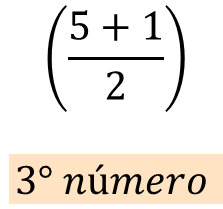 (5 + 1 / 2)
3° número